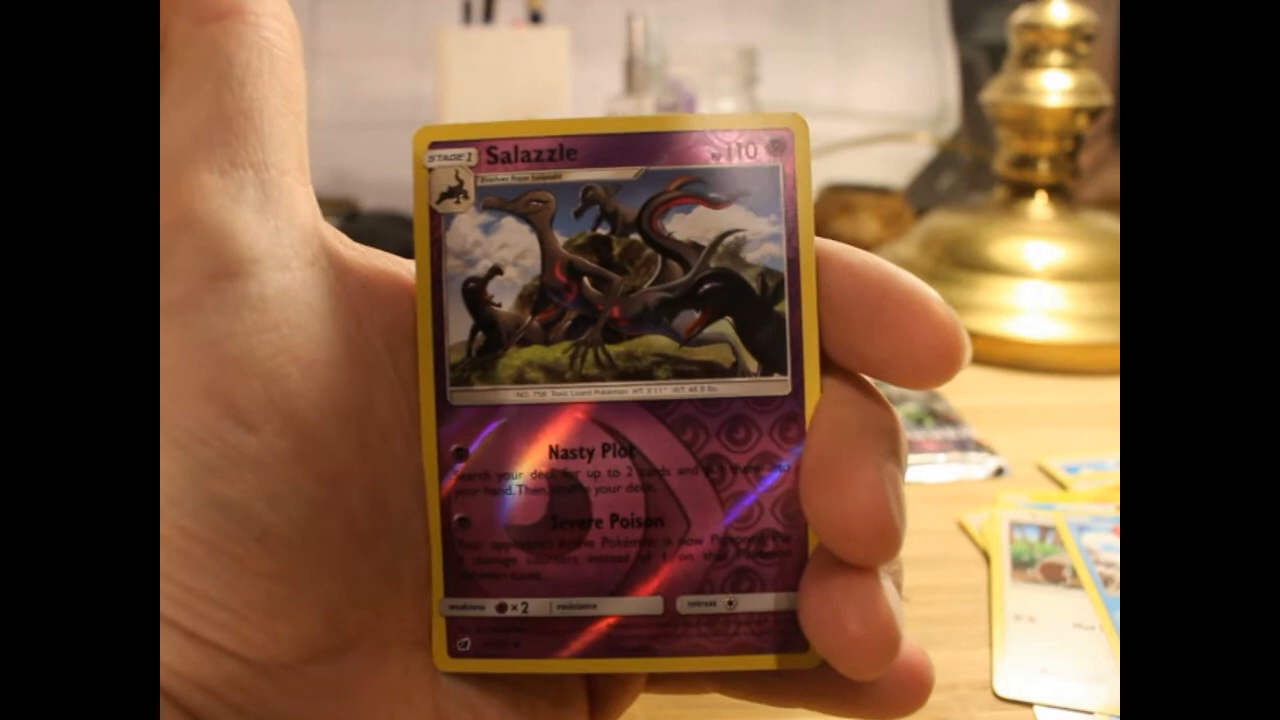 STAGE 1 Salazzle HP 110
Evolves from Salandit
NO. 758 Toxic Lizard Pokémon HT: 3'11" WT: 48.9 lbs.
Nasty Plot
Search your deck for up to 2 cards and put them into
your hand. Then, shuffle your deck.
Severe Poison
Your opponent's Active Pokémon is now Poisoned. Put
damage counters instead of 1 on that Pokémon
between turns.
weakness ×2 resistance retreat